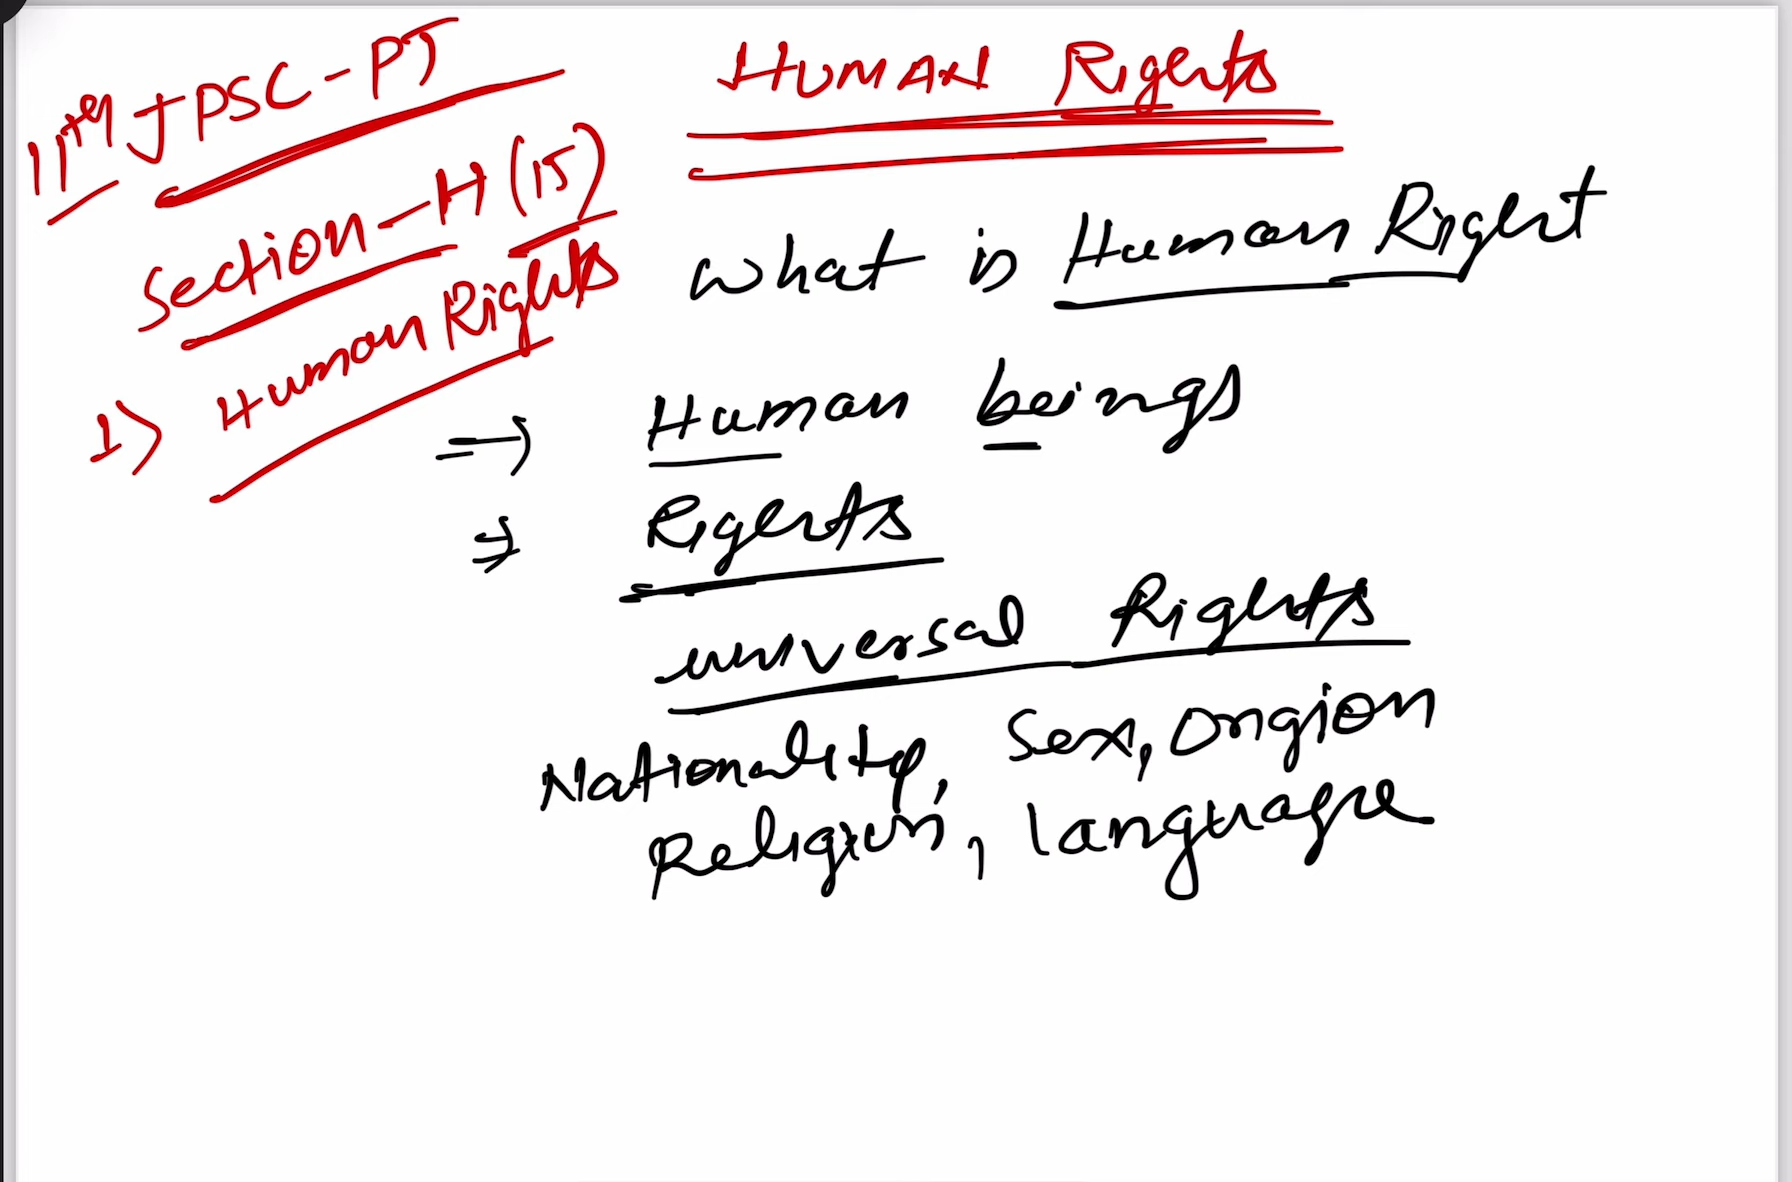 11th JPSC-PT
Section-H (15)
1) Human Rights
HUMAN Rights
What is Human Right
⇒ Human beings
⇒ Rights
universal Rights
Nationality, Sex, Origion
Religion, language